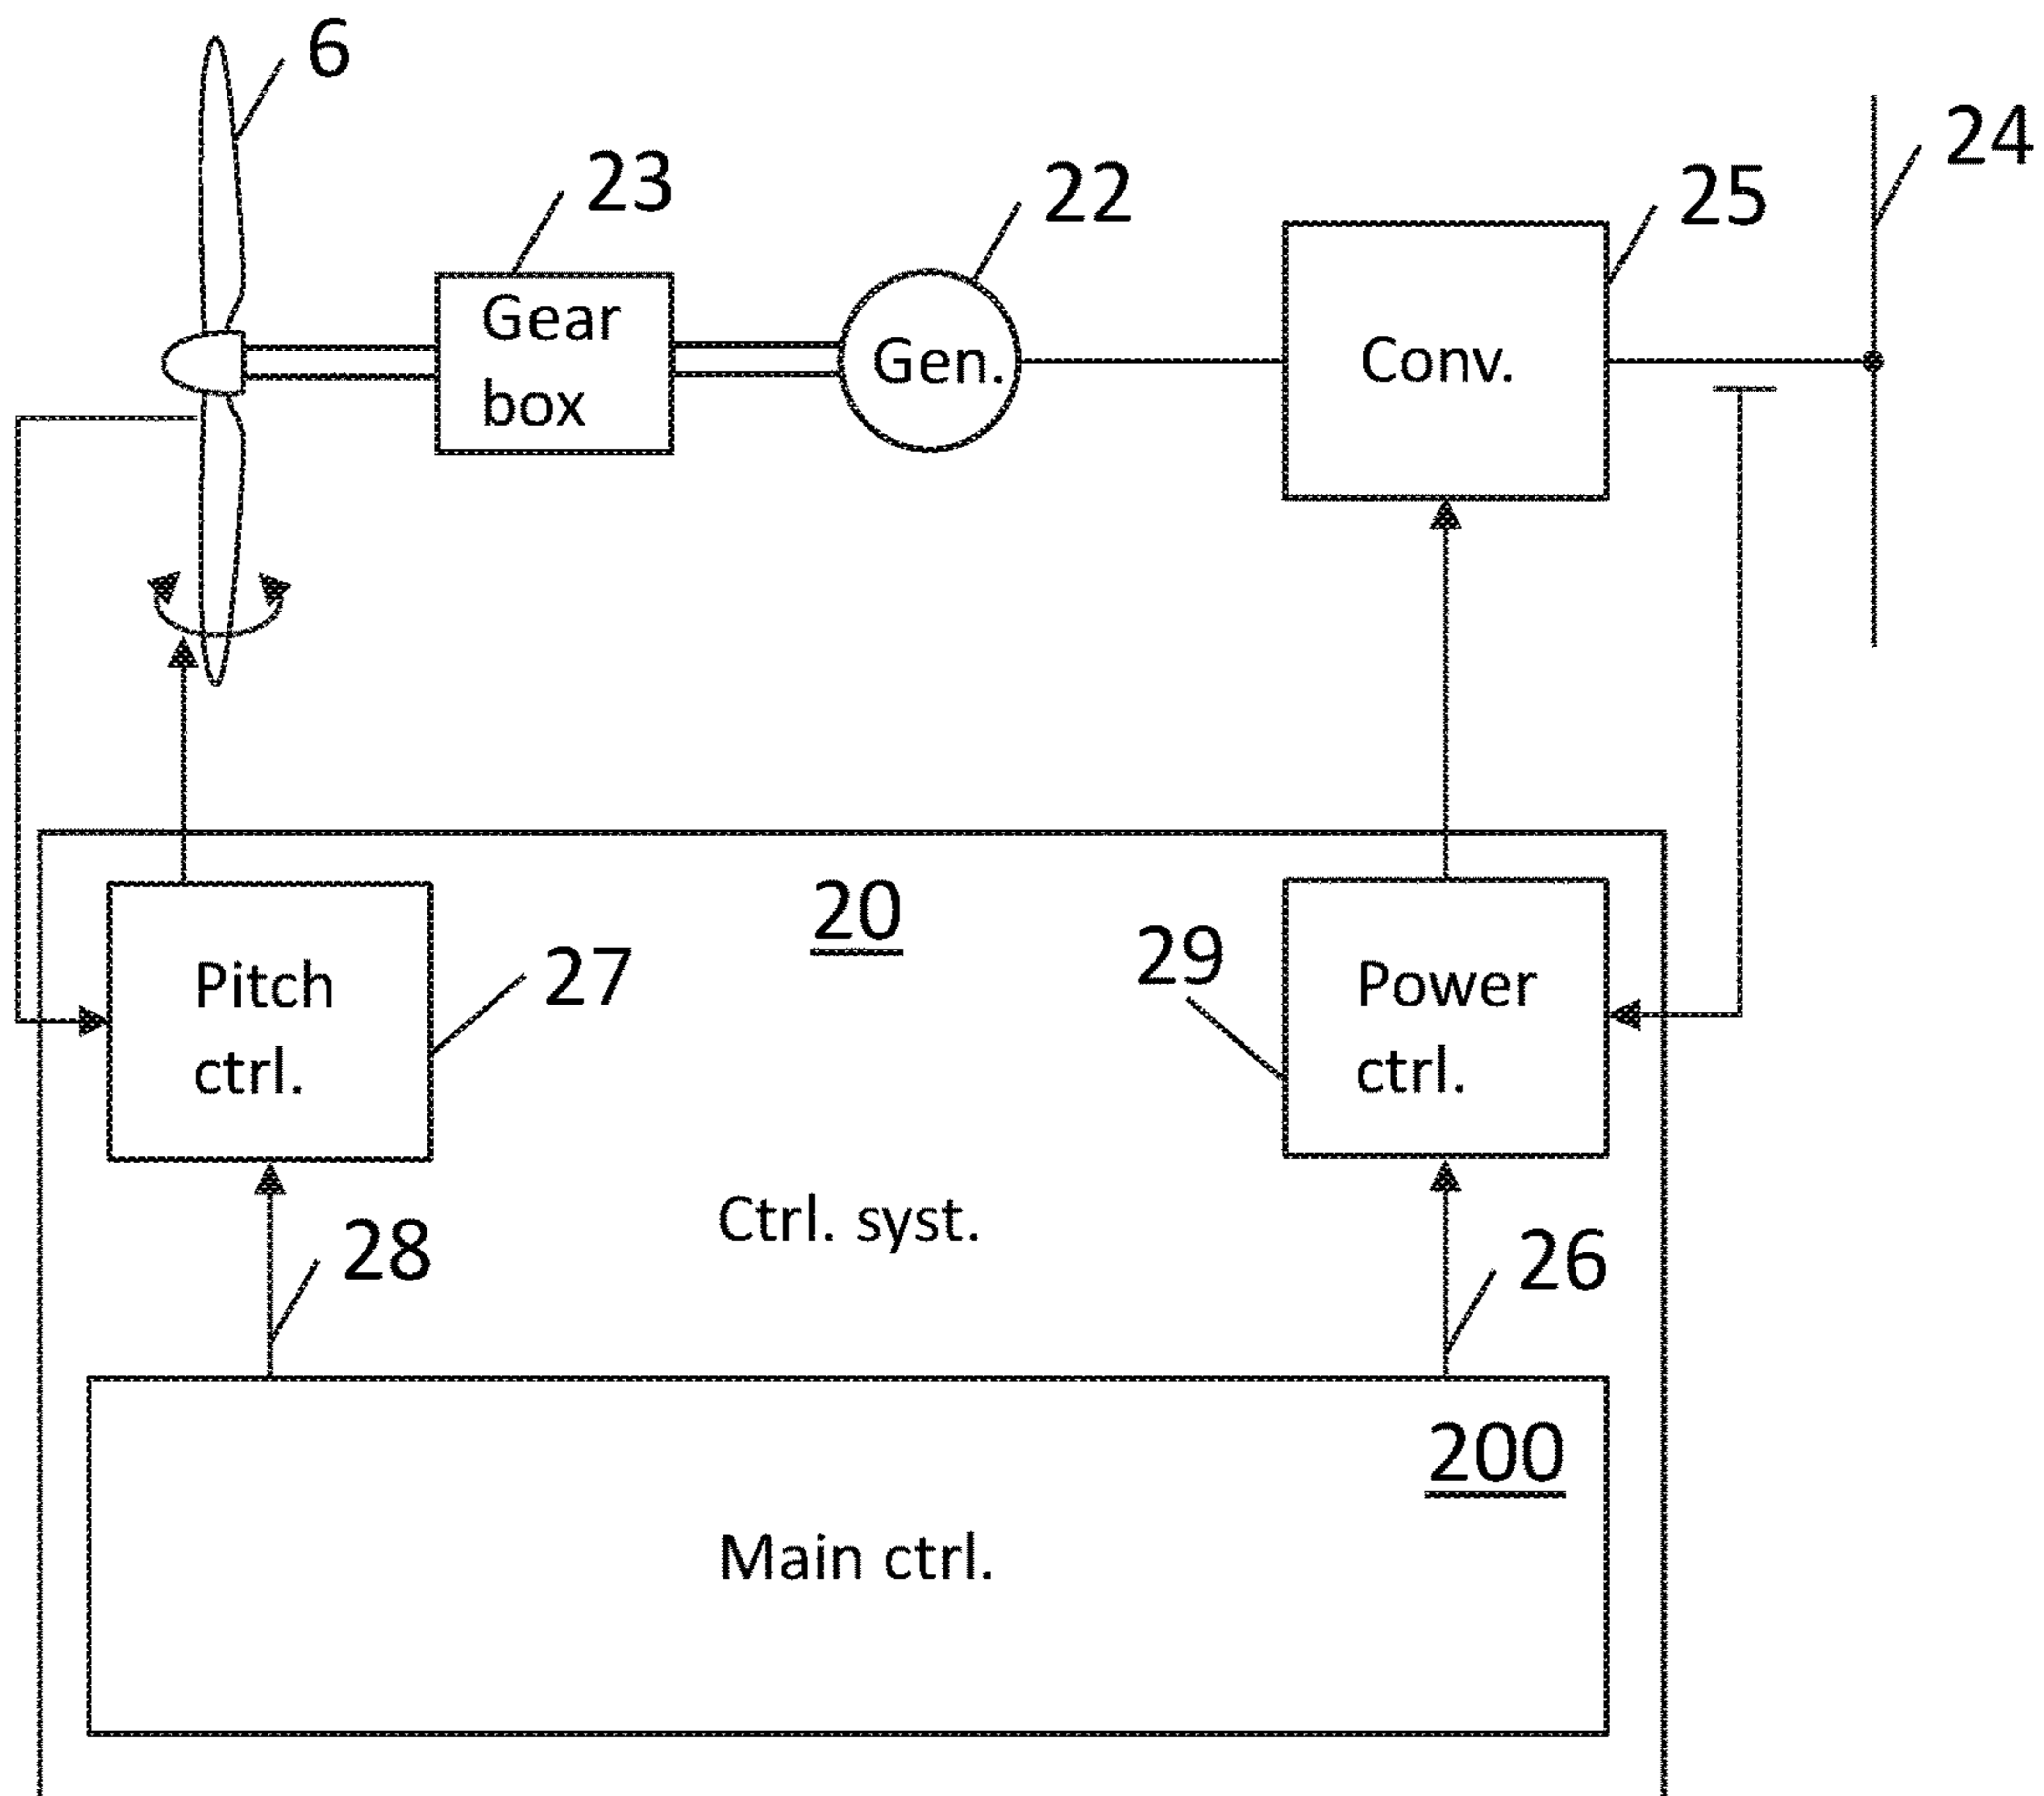 6
24
23
22
25
Gear
box
Gen.
Conv.
20
29
27
Pitch
ctrl.
Power
ctrl.
Ctrl. syst.
28
26
200
Main ctrl.